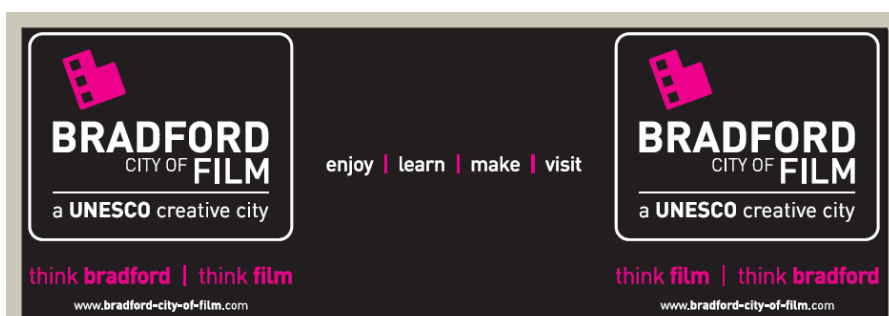 BRADFORD
CITY OF FILM
a UNESCO creative city
think bradford | think film
www.bradford-city-of-film.com
enjoy | learn | make | visit
BRADFORD
CITY OF FILM
a UNESCO creative city
think film | think bradford
www.bradford-city-of-film.com